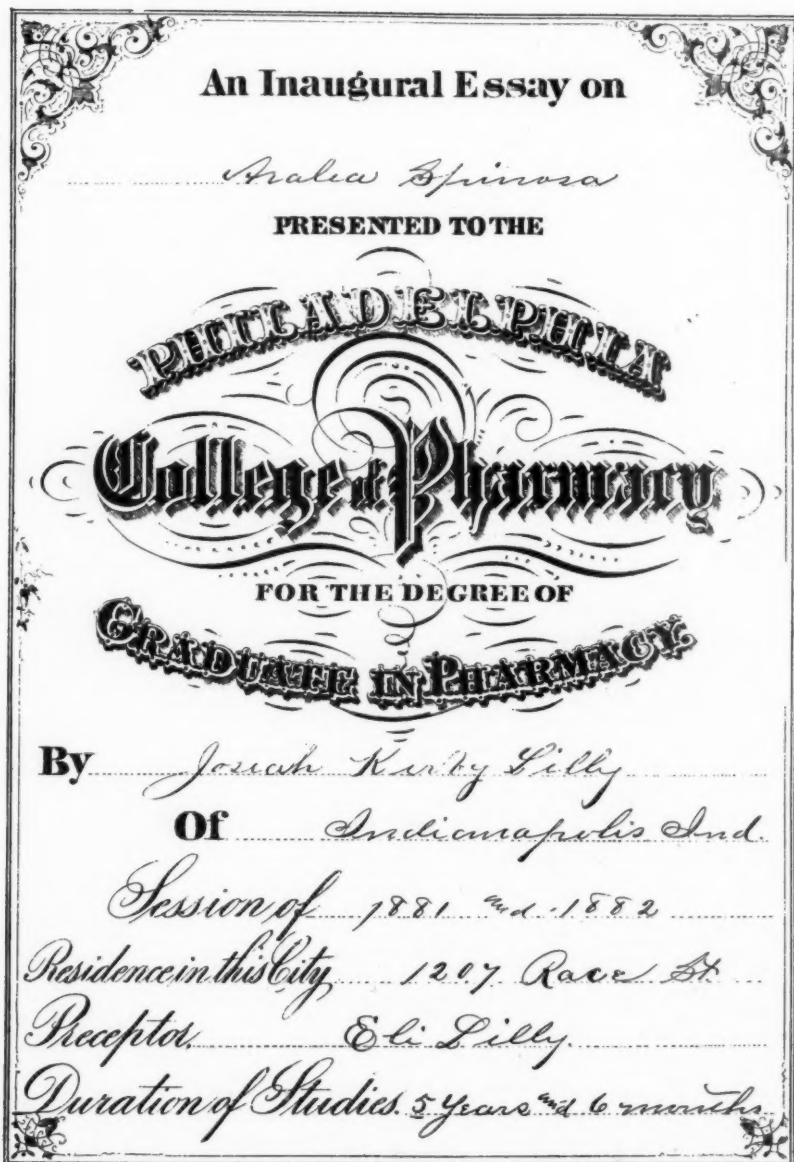 An Inaugural Essay on
Aralea Spinosa
PRESENTED TO THE
PHILADELPHIA
College of Pharmacy
FOR THE DEGREE OF
GRADUATE IN PHARMACY.
By Josiah Kirby Lilly
Of Indianapolis Ind.
Session of 1881 and 1882
Residence in this City 1207 Race St.
Preceptor. Eli Lilly.
Duration of Studies. 5 Years and 6 months